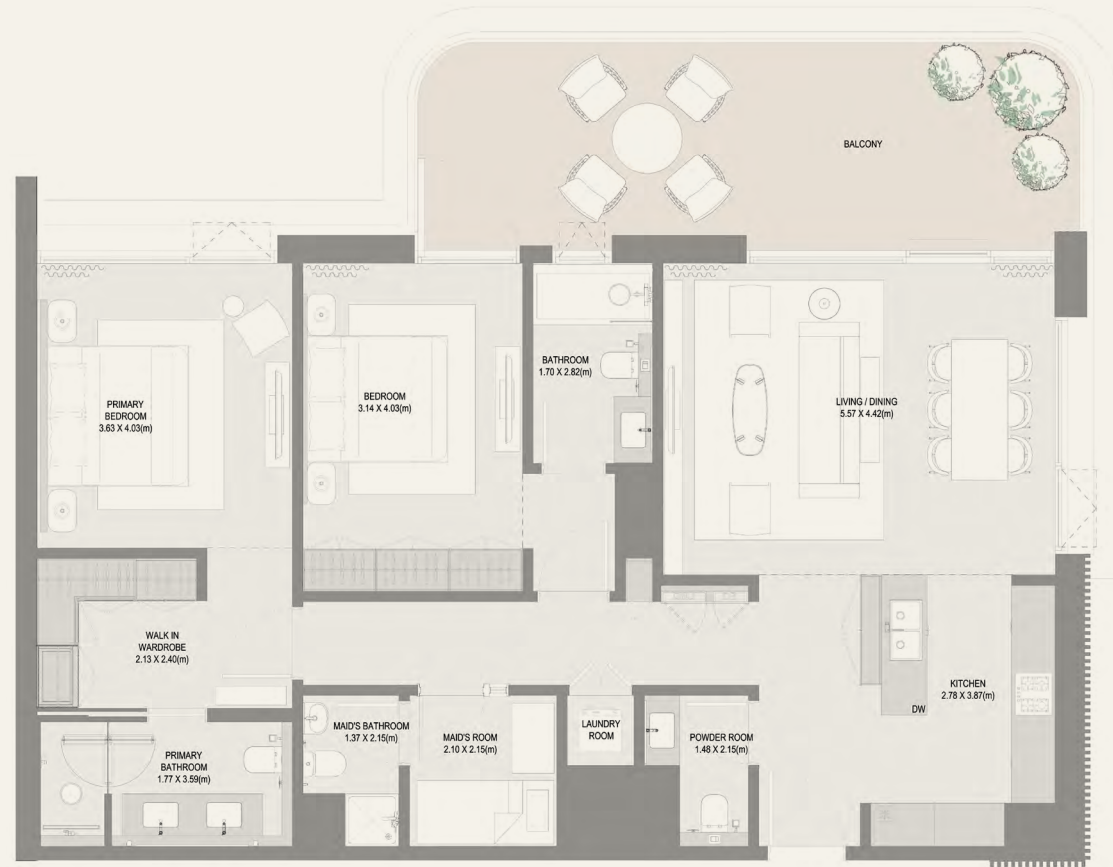 BALCONY
PRIMARY
BEDROOM
3.63 X 4.03(m)
BEDROOM
3.14 X 4.03(m)
BATHROOM
1.70 X 2.82(m)
LIVING / DINING
5.57 X 4.42(m)
WALK IN
WARDROBE
2.13 X 2.40(m)
KITCHEN
2.78 X 3.87(m)
DW
PRIMARY
BATHROOM
1.77 X 3.59(m)
MAID'S BATHROOM
1.37 X 2.15(m)
MAID'S ROOM
2.10 X 2.15(m)
LAUNDRY
ROOM
POWDER ROOM
1.48 X 2.15(m)